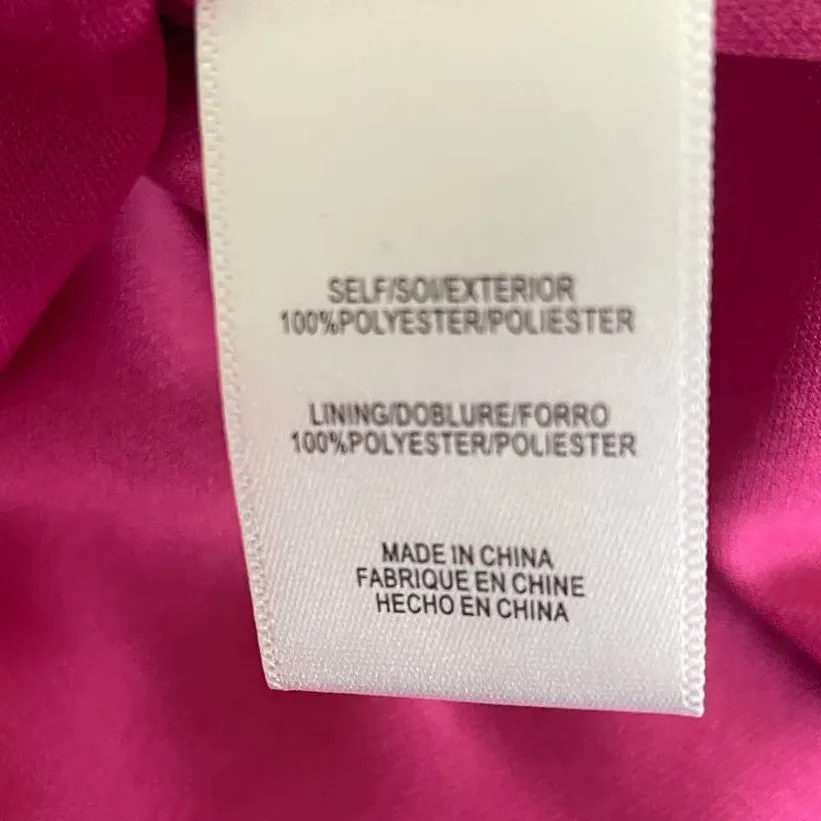 SELF/SOI/EXTERIOR
100%POLYESTER/POLIESTER
LINING/DOBLURE/FORRO
100%POLYESTER/POLIESTER
MADE IN CHINA
FABRIQUE EN CHINE
HECHO EN CHINA